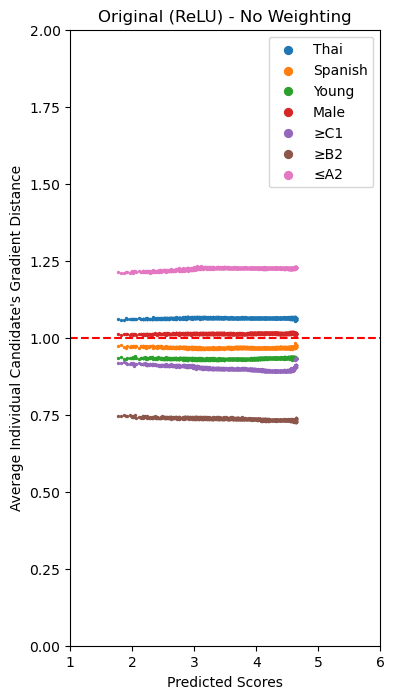 Original (ReLU) - No Weighting
Average Individual Candidate's Gradient Distance
2.00
1.75
1.50
1.25
1.00
0.75
0.50
0.25
0.00
Thai
Spanish
Young
Male
≥C1
≥B2
≤A2
1 2 3 4 5 6
Predicted Scores